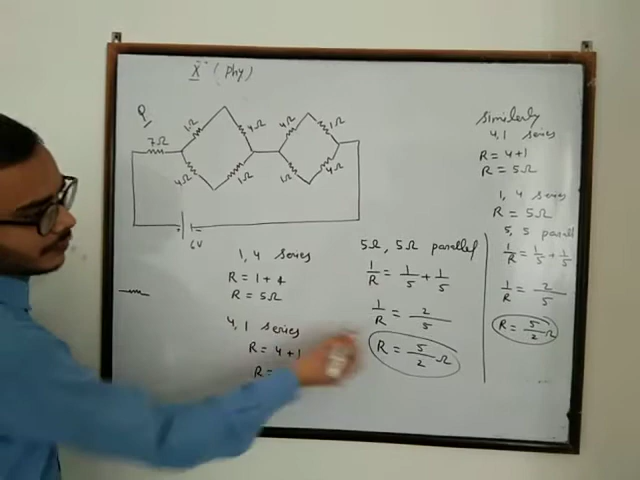 X (Phy)
Q
7Ω
1Ω
4Ω
4Ω
1Ω
4Ω
1Ω
1Ω
4Ω
6V
1, 4 series
R = 1 + 4
R = 5Ω
4, 1 series
R = 4 + 1
R =
5Ω, 5Ω parallel
1/R = 1/5 + 1/5
1/R = 2/5
R = 5/2 Ω
Similarly
4, 1 series
R = 4+1
R = 5Ω
1, 4 series
R = 5Ω
5, 5 parall
1/R = 1/5 + 1/5
1/R = 2/5
R = 5/2 Ω